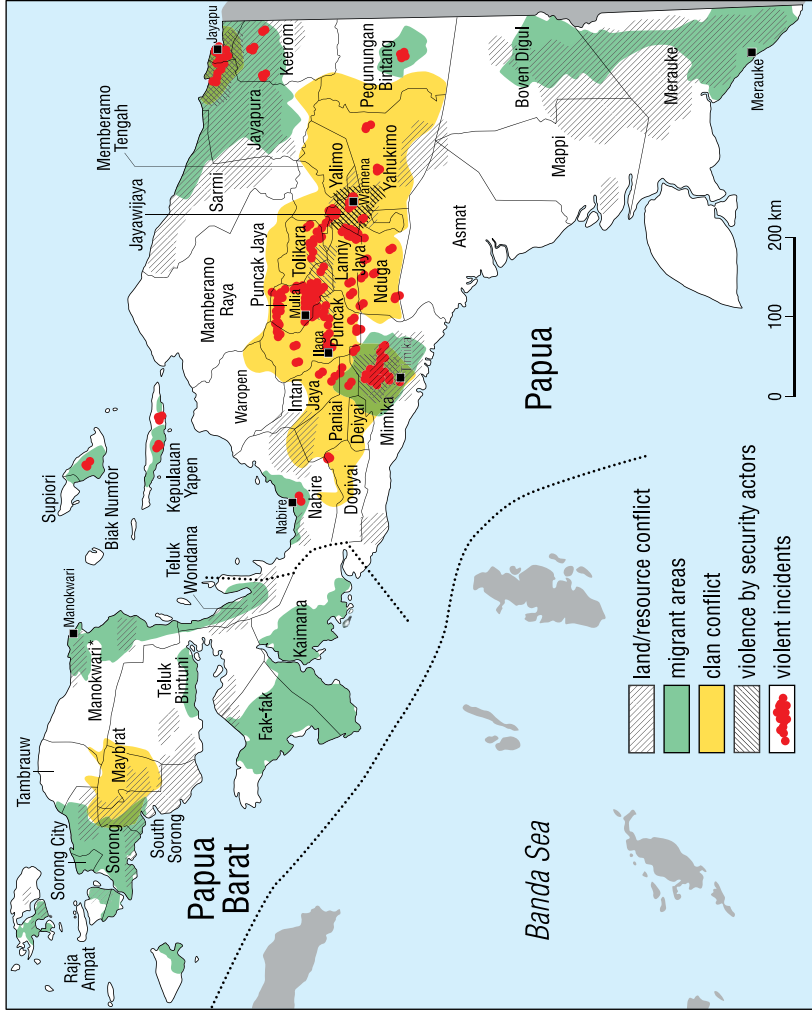 Raja
Ampat
Sorong City
Tambrauw
Sorong
Maybrat
South
Sorong
Manokwari
Manokwari*
Teluk
Bintuni
Teluk
Wondama
Fak-fak
Kaimana
Papua
Barat
Supiori
Biak Numfor
Kepulauan
Yapen
Nabire
Nabire
Dogiyai
Waropen
Mamberamo
Raya
Intan
Jaya
Paniai
Deiyai
Mimika
Timika
Puncak Jaya
Mulia
Ilaga
Puncak
Tolikara
Lanny
Jaya
Nduga
Jayawijaya
Memberamo
Tengah
Sarmi
Jayapura
Jayapu
Keerom
Yalimo
Wamena
Yahukimo
Pegunungan
Bintang
Asmat
Mappi
Boven Digul
Merauke
Merauke
Papua
Banda Sea
land/resource conflict
migrant areas
clan conflict
violence by security actors
violent incidents
0
100
200 km